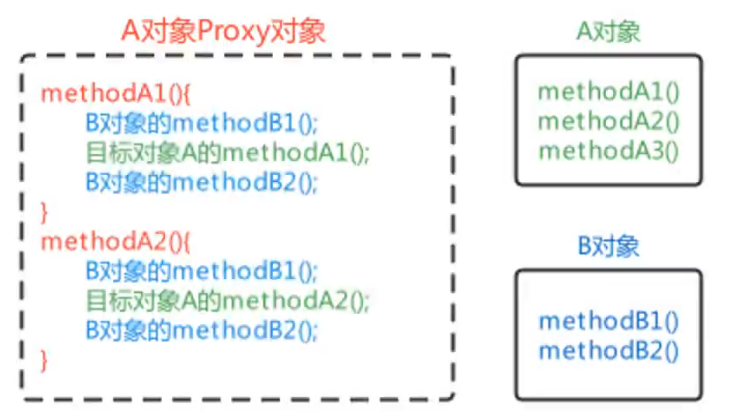 A对象Proxy对象
methodA1(){
B对象的methodB1();
目标对象A的methodA1();
B对象的methodB2();
}
methodA2(){
B对象的methodB1();
目标对象A的methodA2();
B对象的methodB2();
}
A对象
methodA1()
methodA2()
methodA3()
B对象
methodB1()
methodB2()